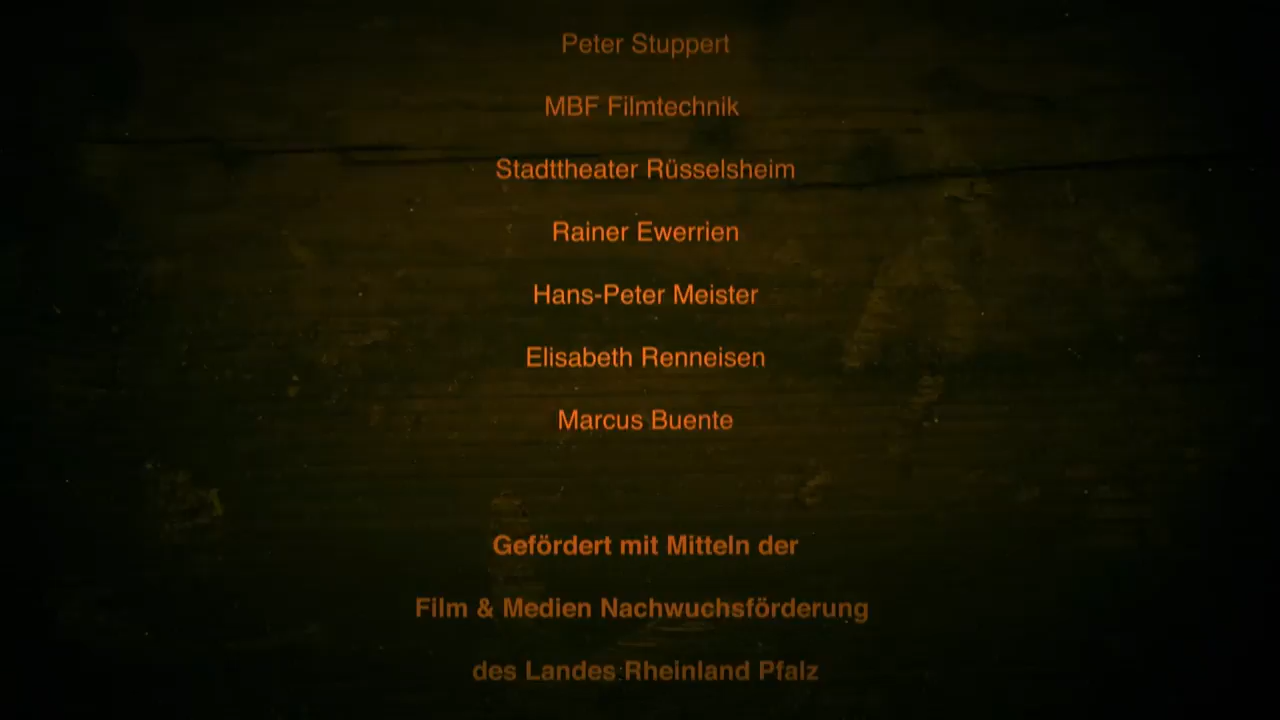 Peter Stuppert
MBF Filmtechnik
Stadttheater Rüsselsheim
Rainer Ewerrien
Hans-Peter Meister
Elisabeth Renneisen
Marcus Buente
Gefördert mit Mitteln der
Film & Medien Nachwuchsförderung
des Landes Rheinland Pfalz